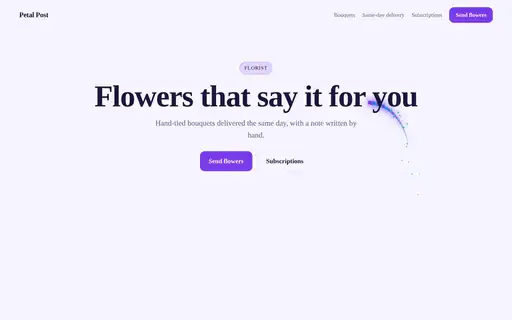 Petal Post
Bouquets Same-day delivery Subscriptions Send flowers
FLORIST
Flowers that say it for you
Hand-tied bouquets delivered the same day, with a note written by
hand.
Send flowers Subscriptions